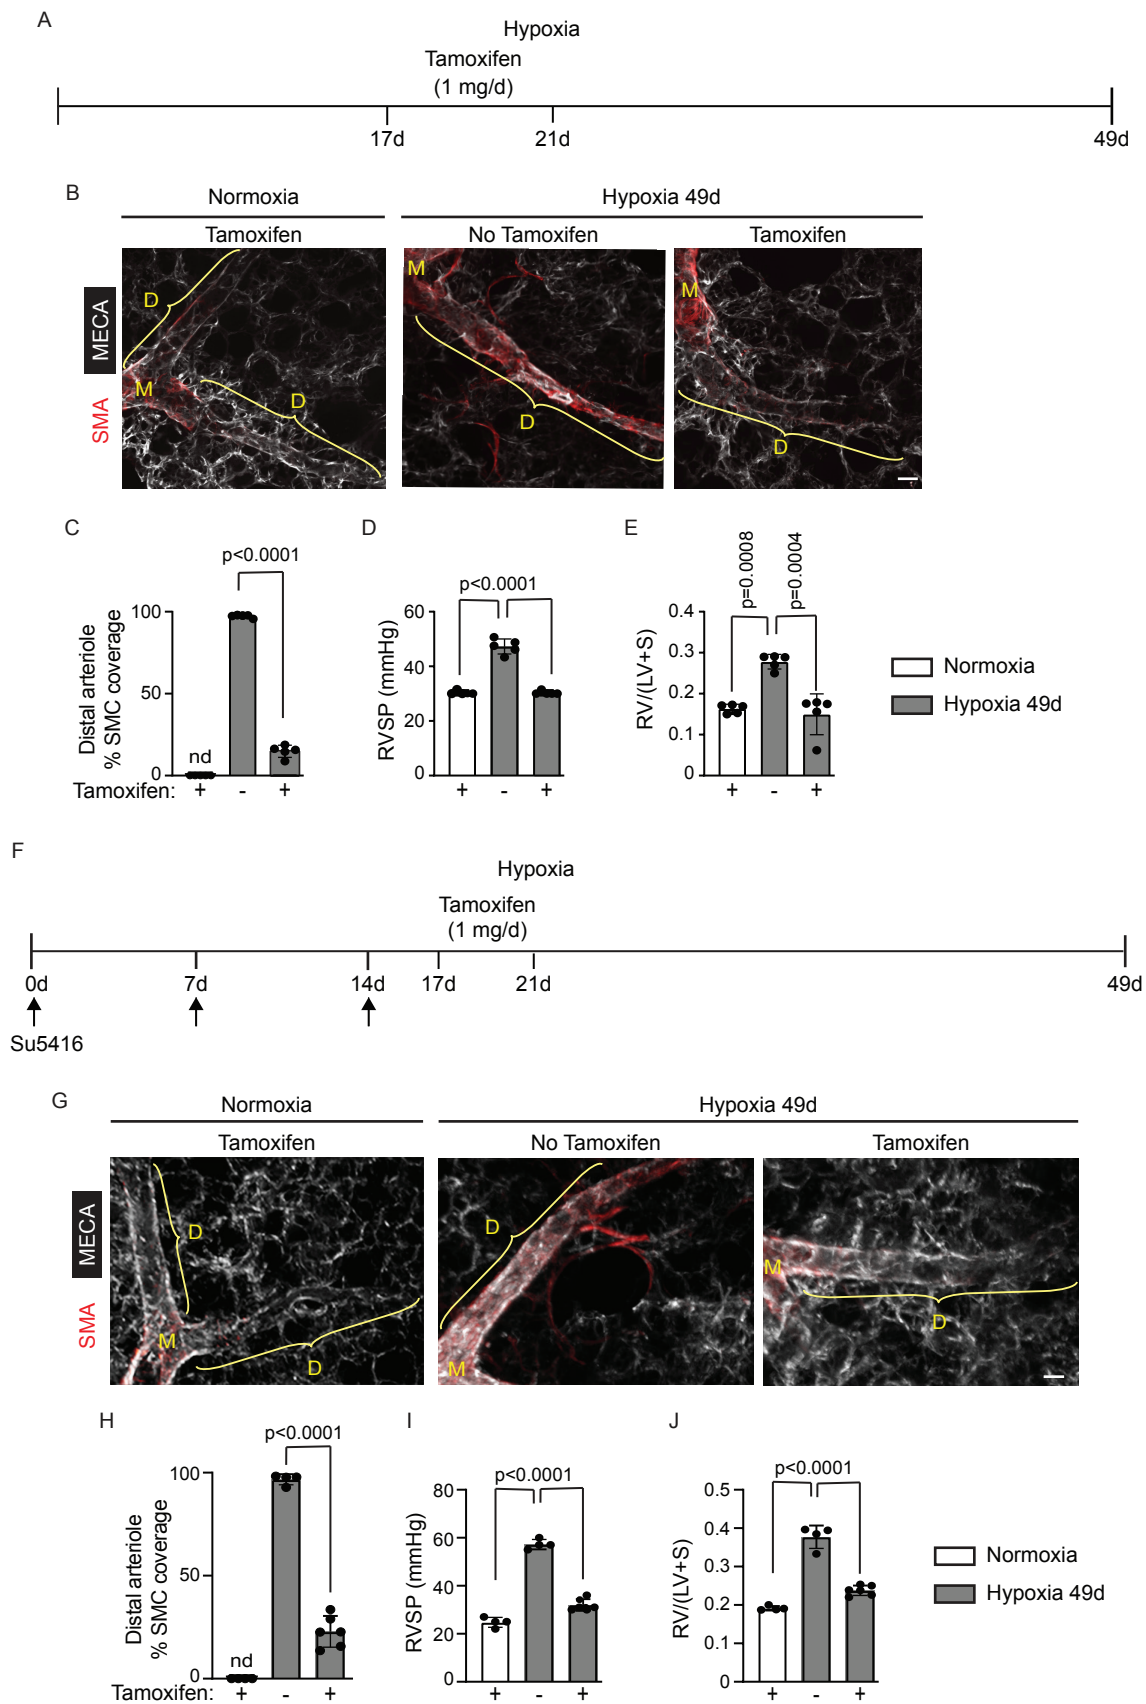 A
Hypoxia
Tamoxifen
(1 mg/d)
17d
21d
49d
B
Normoxia
Hypoxia 49d
Tamoxifen
No Tamoxifen
Tamoxifen
MECA
SMA
D
M
D
M
D
M
D
C
p<0.0001
Distal arteriole
% SMC coverage
100
50
0
nd
Tamoxifen: + - +
D
p<0.0001
RVSP (mmHg)
60
40
20
0
+ - +
E
p=0.0008
p=0.0004
RV/(LV+S)
0.4
0.3
0.2
0.1
0
+ - +
Normoxia
Hypoxia 49d
F
Hypoxia
Tamoxifen
(1 mg/d)
0d
7d
14d
17d
21d
49d
Su5416
G
Normoxia
Hypoxia 49d
Tamoxifen
No Tamoxifen
Tamoxifen
MECA
SMA
D
M
D
D
M
M
D
H
p<0.0001
Distal arteriole
% SMC coverage
100
50
0
nd
Tamoxifen: + - +
I
p<0.0001
RVSP (mmHg)
80
60
40
20
0
+ - +
J
p<0.0001
RV/(LV+S)
0.5
0.4
0.3
0.2
0.1
0
+ - +
Normoxia
Hypoxia 49d